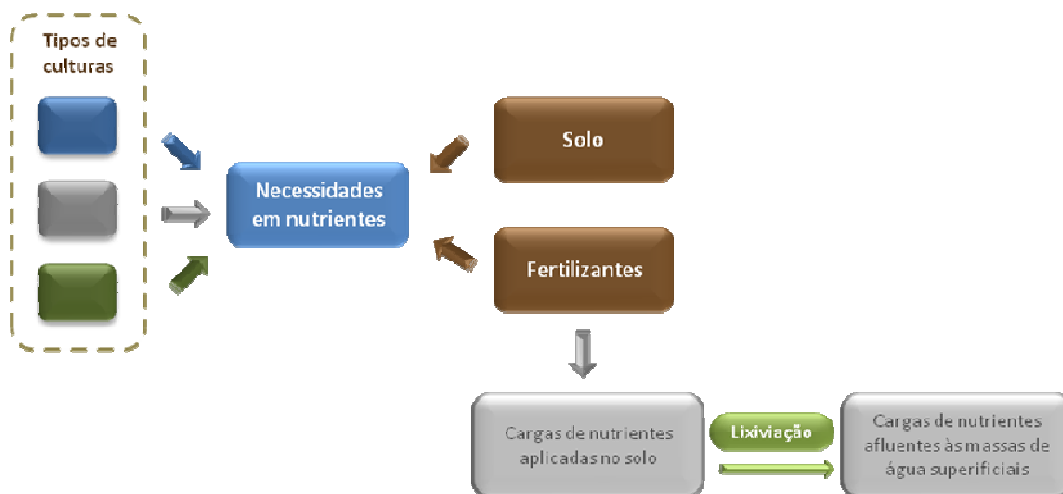 Tipos de
culturas
Necessidades
em nutrientes
Solo
Fertilizantes
Cargas de nutrientes
aplicadas no solo
Lixiviação
Cargas de nutrientes
afluentes às massas de
água superificiais